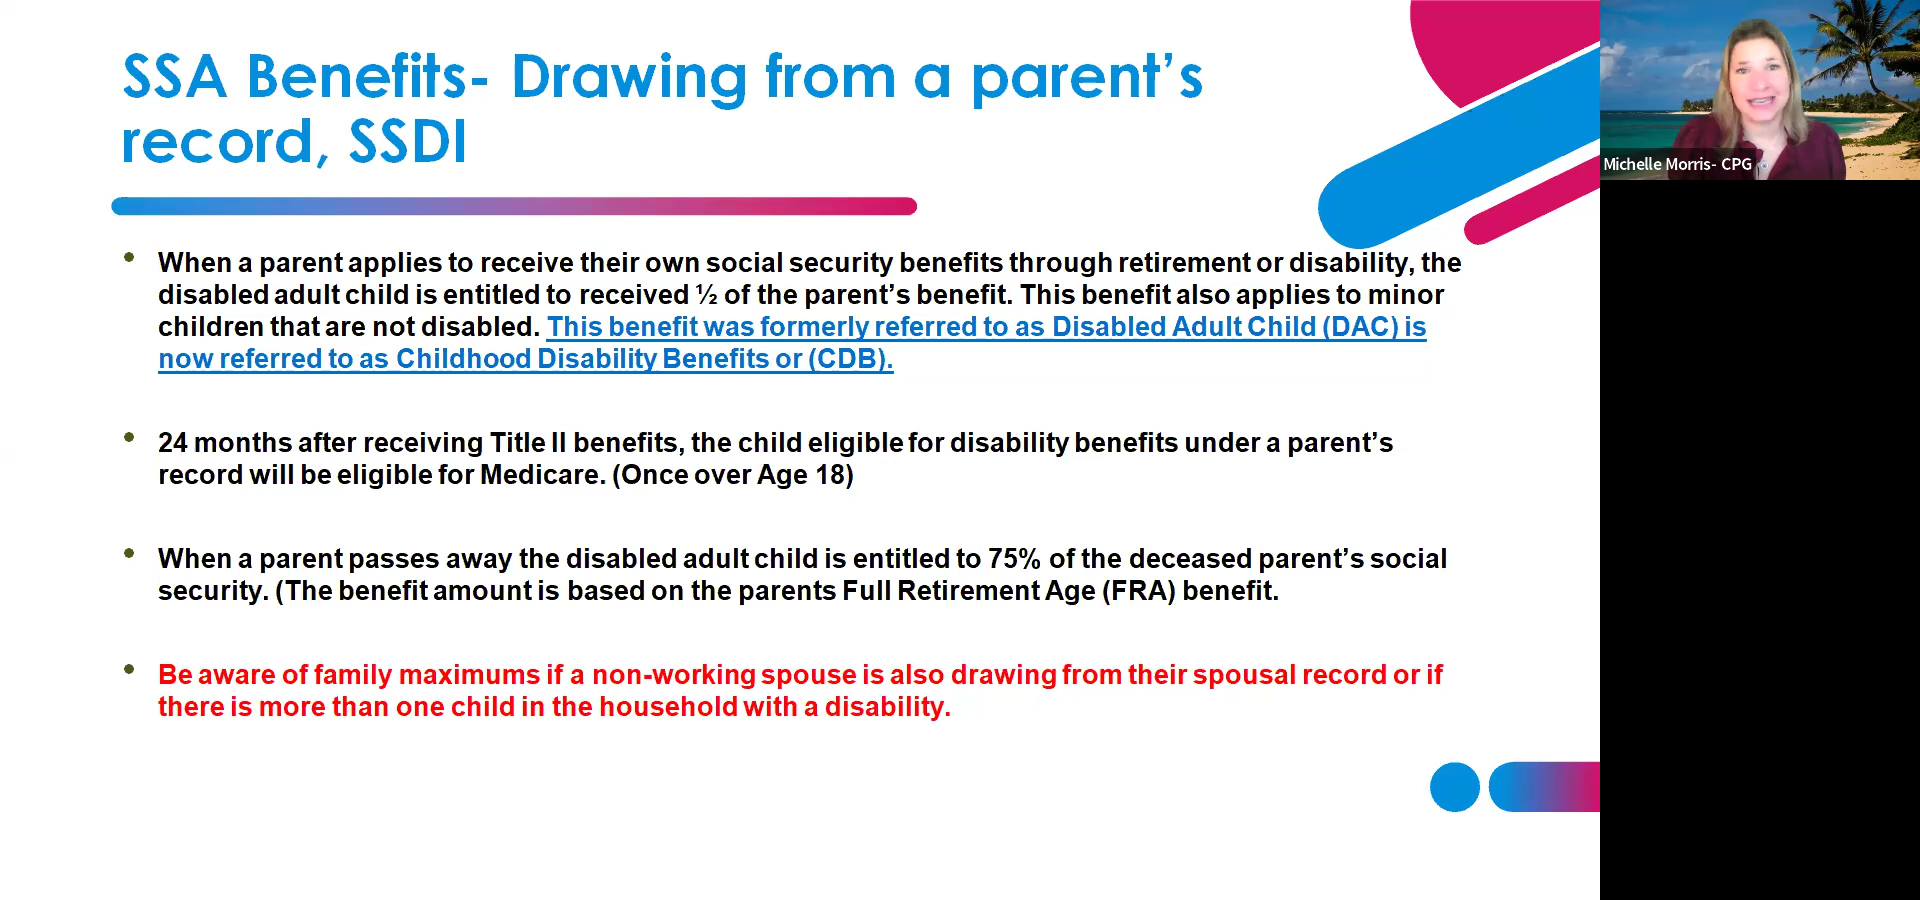 SSA Benefits- Drawing from a parent’s
record, SSDI
Michelle Morris- CPG
• When a parent applies to receive their own social security benefits through retirement or disability, the
disabled adult child is entitled to received ½ of the parent’s benefit. This benefit also applies to minor
children that are not disabled. This benefit was formerly referred to as Disabled Adult Child (DAC) is
now referred to as Childhood Disability Benefits or (CDB).
• 24 months after receiving Title II benefits, the child eligible for disability benefits under a parent’s
record will be eligible for Medicare. (Once over Age 18)
• When a parent passes away the disabled adult child is entitled to 75% of the deceased parent’s social
security. (The benefit amount is based on the parents Full Retirement Age (FRA) benefit.
• Be aware of family maximums if a non-working spouse is also drawing from their spousal record or if
there is more than one child in the household with a disability.